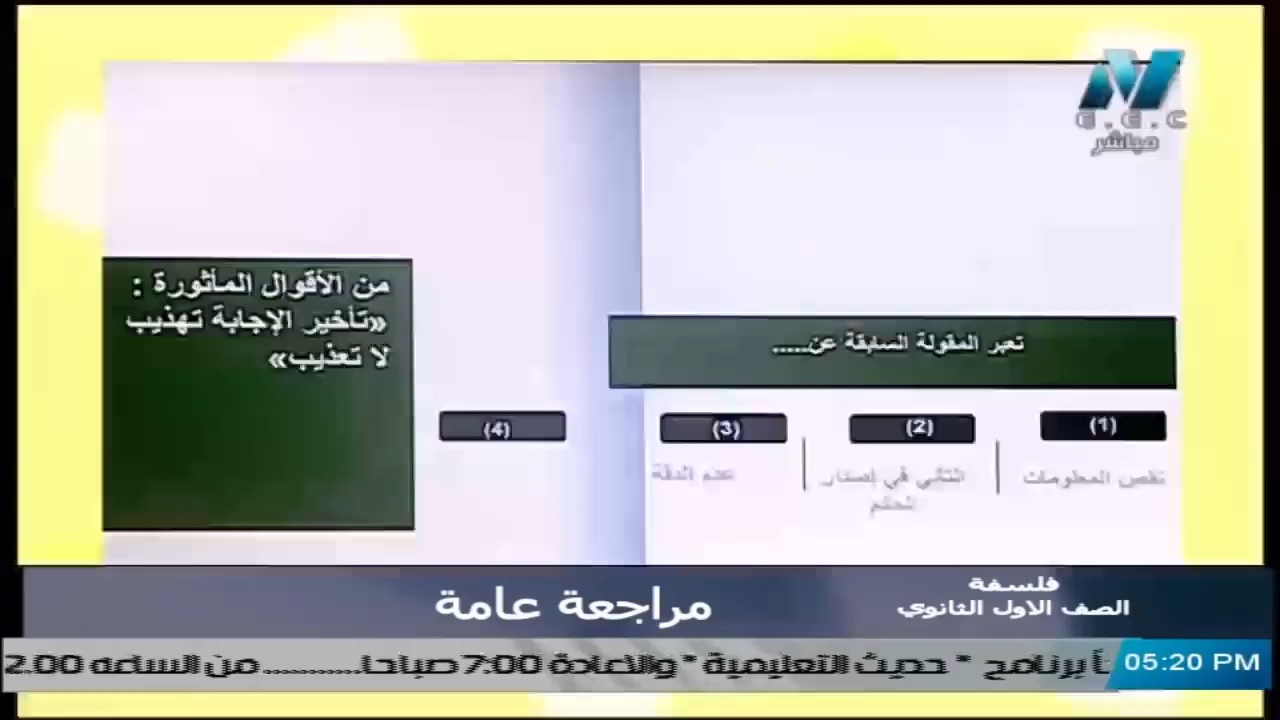 E.E.C
مباشر
من الأقوال المأثورة :
«تأخير الإجابة تهذيب
لا تعذيب»
تعبر المقولة السابقة عن.....
(1)
نقص المعلومات
(2)
التأني في إصدار
الحكم
(3)
عدم الدقة
(4)
فلسفة
الصف الاول الثانوي
مراجعة عامة
برنامج " حديث التعليمية " والاعادة 7:00 صباحا............ من الساعه 2.00
05:20 PM